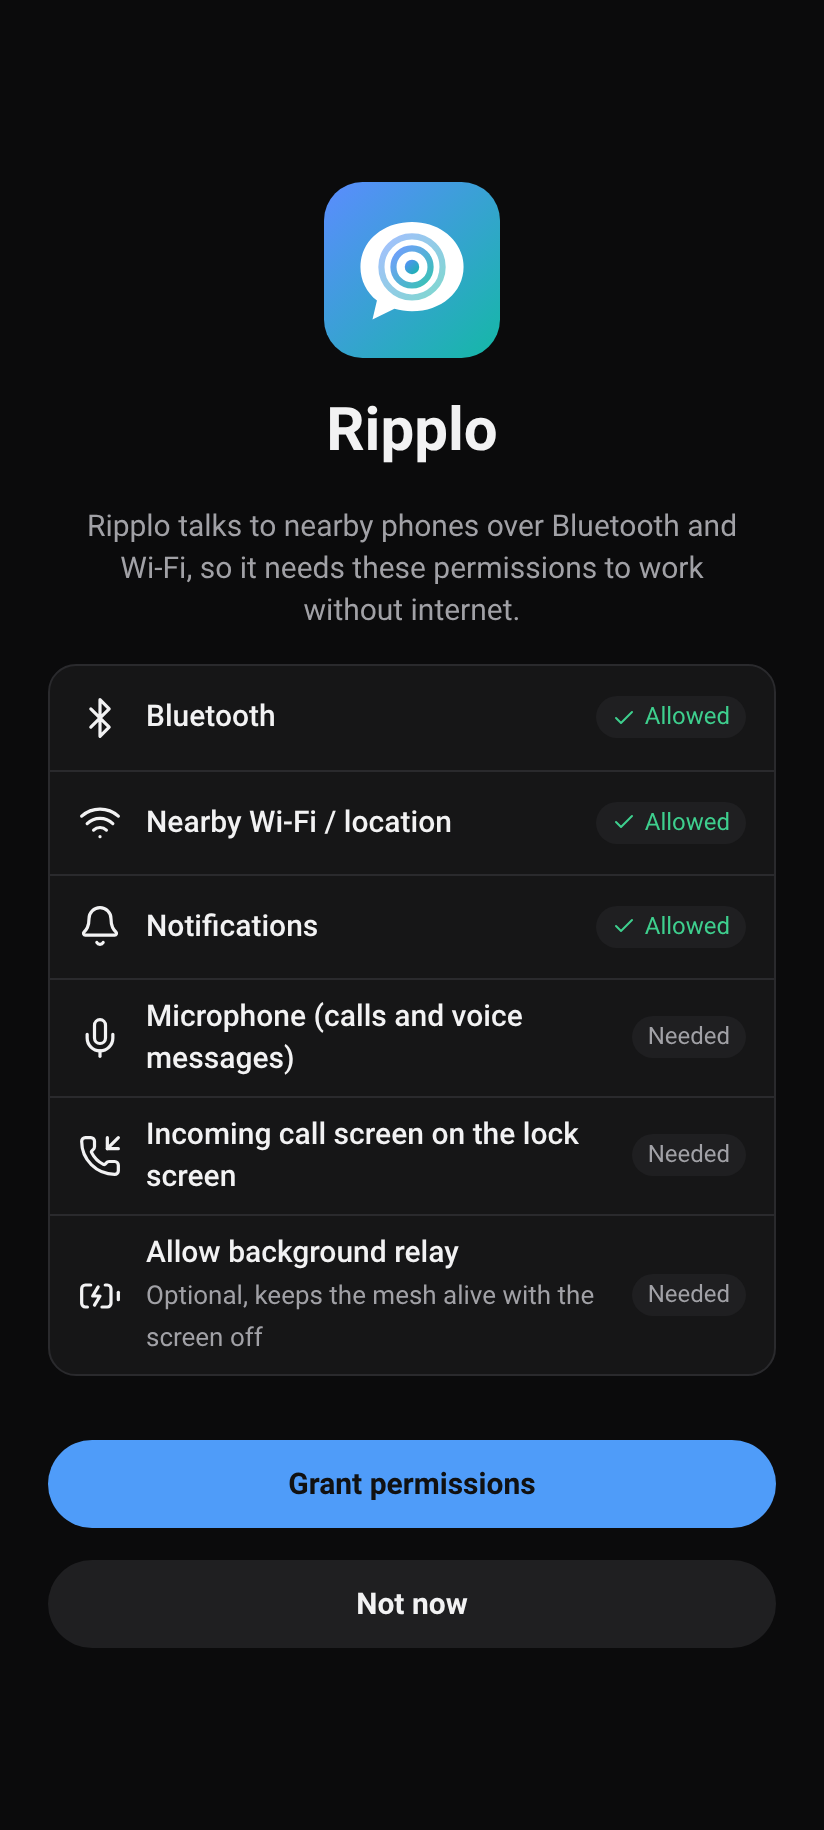 Ripplo
Ripplo talks to nearby phones over Bluetooth and
Wi-Fi, so it needs these permissions to work
without internet.
Bluetooth
Allowed
Nearby Wi-Fi / location
Allowed
Notifications
Allowed
Microphone (calls and voice
messages)
Needed
Incoming call screen on the lock
screen
Needed
Allow background relay
Optional, keeps the mesh alive with the
screen off
Needed
Grant permissions
Not now